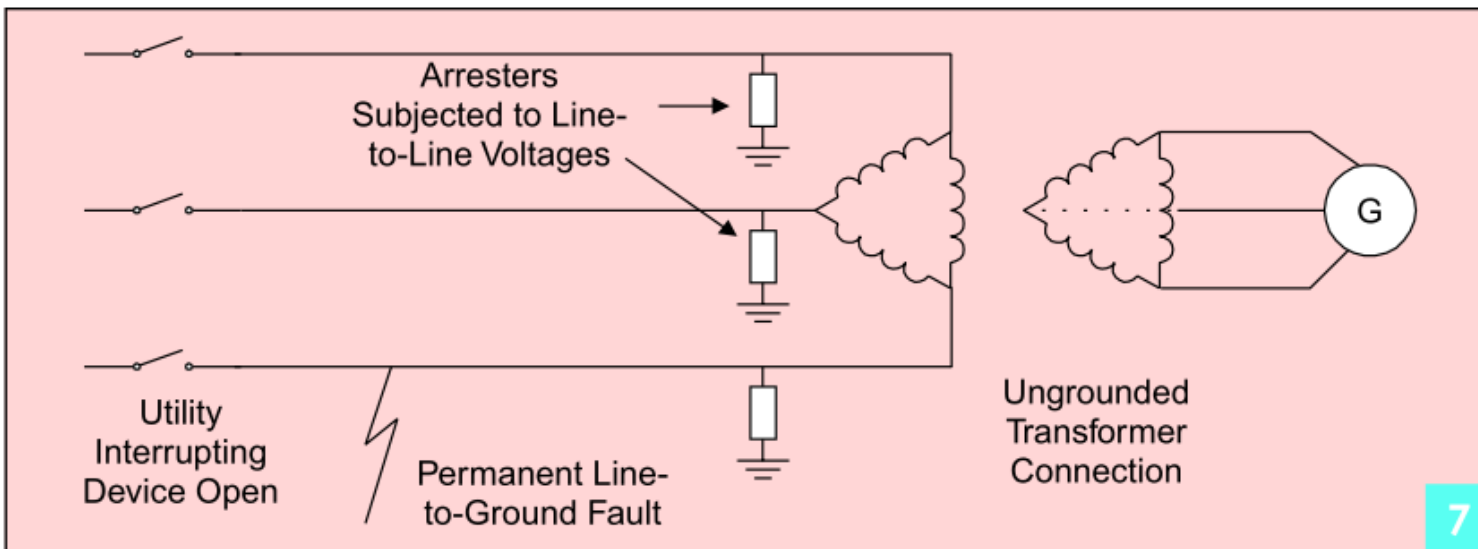 Arresters
Subjected to Line-
to-Line Voltages
G
Utility
Interrupting
Device Open
Permanent Line-
to-Ground Fault
Ungrounded
Transformer
Connection
7